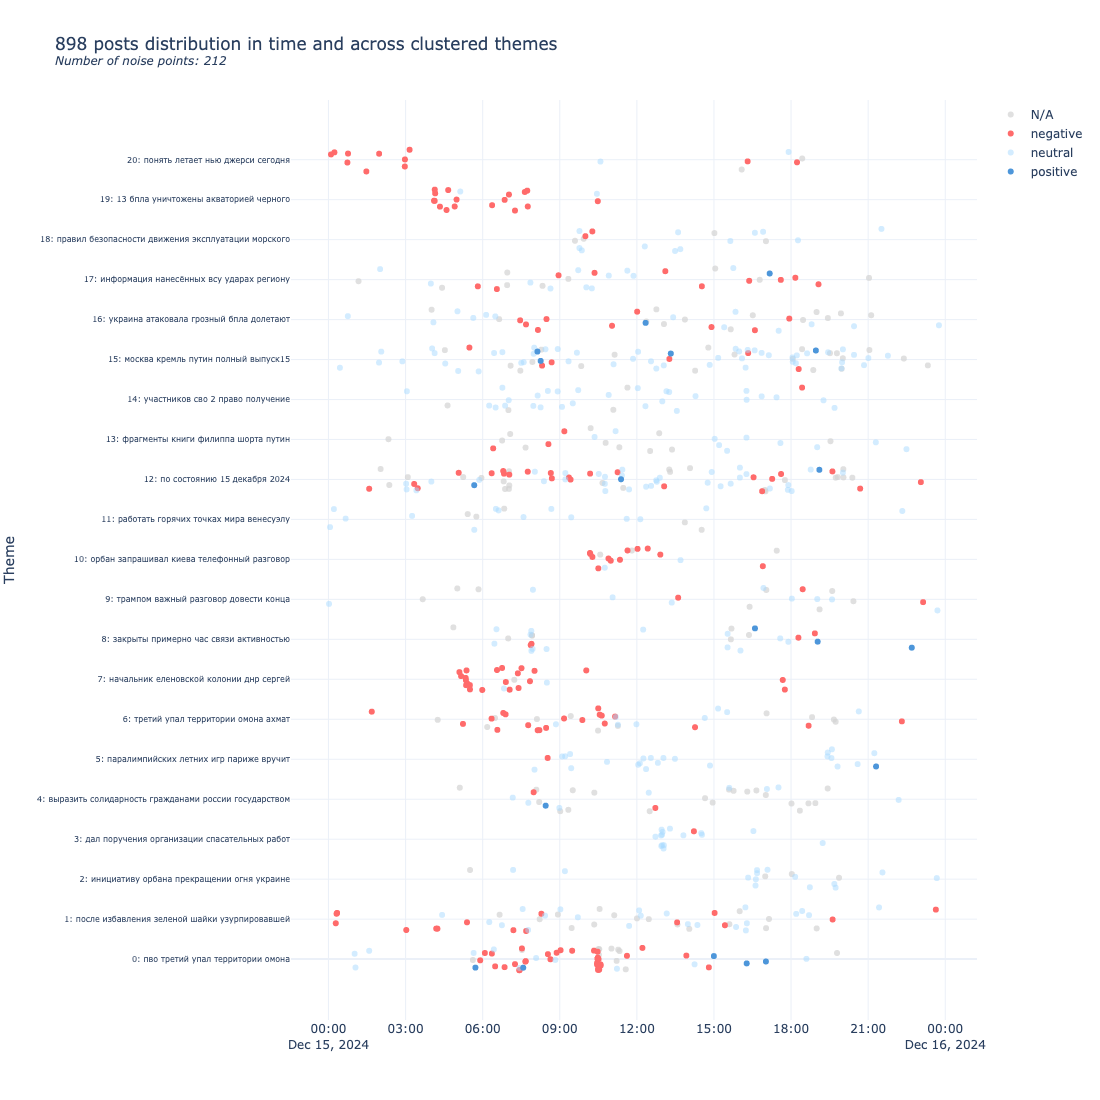 898 posts distribution in time and across clustered themes
Number of noise points: 212
N/A
negative
neutral
positive
Theme
20: понять летает нью джерси сегодня
19: 13 бпла уничтожены акваторией черного
18: правил безопасности движения эксплуатации морского
17: информация нанесённых всу ударах региону
16: украина атаковала грозный бпла долетают
15: москва кремль путин полный выпуск15
14: участников сво 2 право получение
13: фрагменты книги филиппа шорта путин
12: по состоянию 15 декабря 2024
11: работать горячих точках мира венесуэлу
10: орбан запрашивал киева телефонный разговор
9: трампом важный разговор довести конца
8: закрыты примерно час связи активностью
7: начальник еленовской колонии днр сергей
6: третий упал территории омона ахмат
5: паралимпийских летних игр париже вручит
4: выразить солидарность гражданами россии государством
3: дал поручения организации спасательных работ
2: инициативу орбана прекращении огня украине
1: после избавления зеленой шайки узурпировавшей
0: пво третий упал территории омона
00:00 03:00 06:00 09:00 12:00 15:00 18:00 21:00 00:00
Dec 15, 2024 Dec 16, 2024